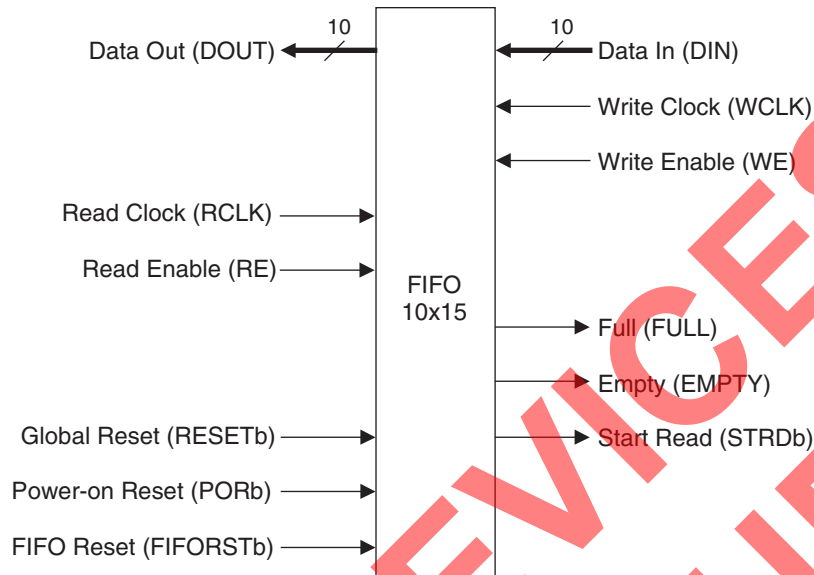 10
10
Data Out (DOUT)
Data In (DIN)
Write Clock (WCLK)
Write Enable (WE)
Read Clock (RCLK)
Read Enable (RE)
FIFO
10x15
Full (FULL)
Empty (EMPTY)
Global Reset (RESETb)
Start Read (STRDb)
Power-on Reset (PORb)
FIFO Reset (FIFORSTb)
EVICES